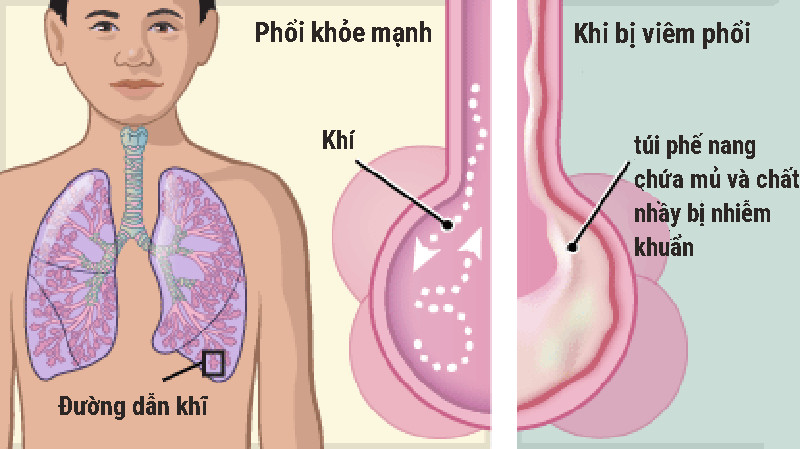 Phổi khỏe mạnh
Khi bị viêm phổi
Khí
túi phế nang
chứa mủ và chất
nhầy bị nhiễm
khuẩn
Đường dẫn khĩ